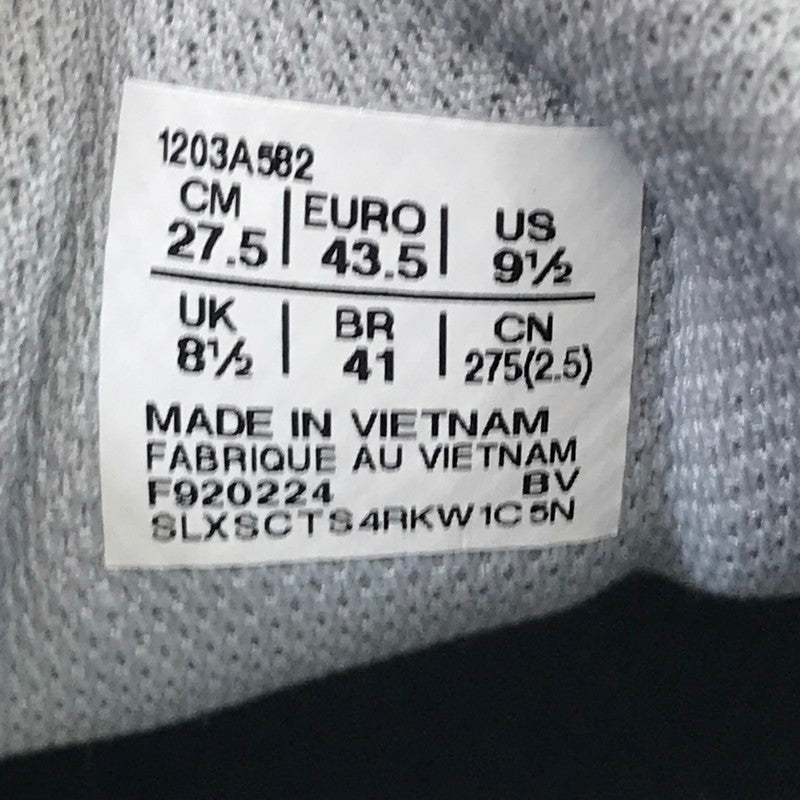 1203A582
CM | EURO | US
27.5 | 43.5 | 9½
UK | BR | CN
8½ | 41 | 275(2.5)
MADE IN VIETNAM
FABRIQUE AU VIETNAM
F920224 BV
SLXSCTS4RKW1C5N